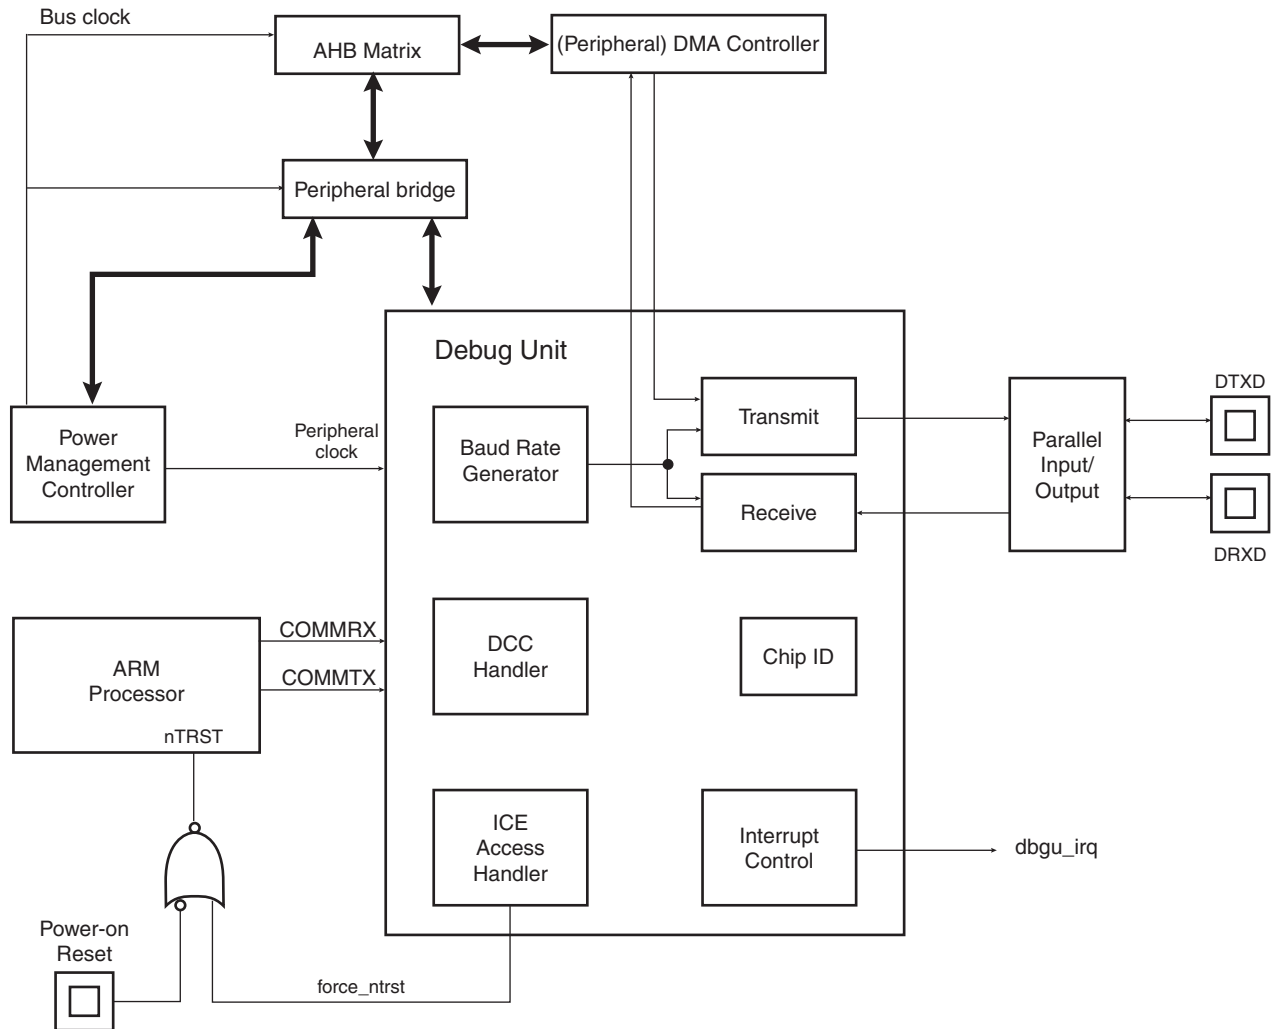 Bus clock
AHB Matrix
(Peripheral) DMA Controller
Peripheral bridge
Debug Unit
Power
Management
Controller
Peripheral
clock
Baud Rate
Generator
Transmit
Receive
Parallel
Input/
Output
DTXD
DRXD
ARM
Processor
nTRST
COMMRX
COMMTX
DCC
Handler
Chip ID
ICE
Access
Handler
Interrupt
Control
dbgu_irq
Power-on
Reset
force_ntrst